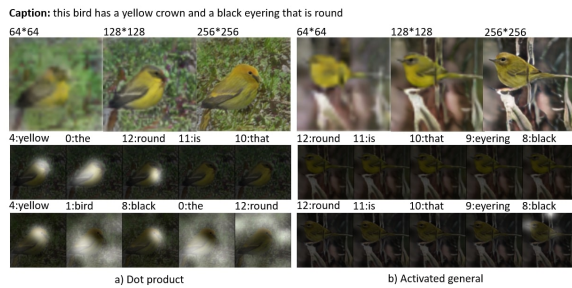 Caption: this bird has a yellow crown and a black eyering that is round
64*64 128*128 256*256 64*64 128*128 256*256
4:yellow 0:the 12:round 11:is 10:that 12:round 11:is 10:that 9:eyering 8:black
4:yellow 1:bird 8:black 0:the 12:round 12:round 11:is 10:that 9:eyering 8:black
a) Dot product b) Activated general